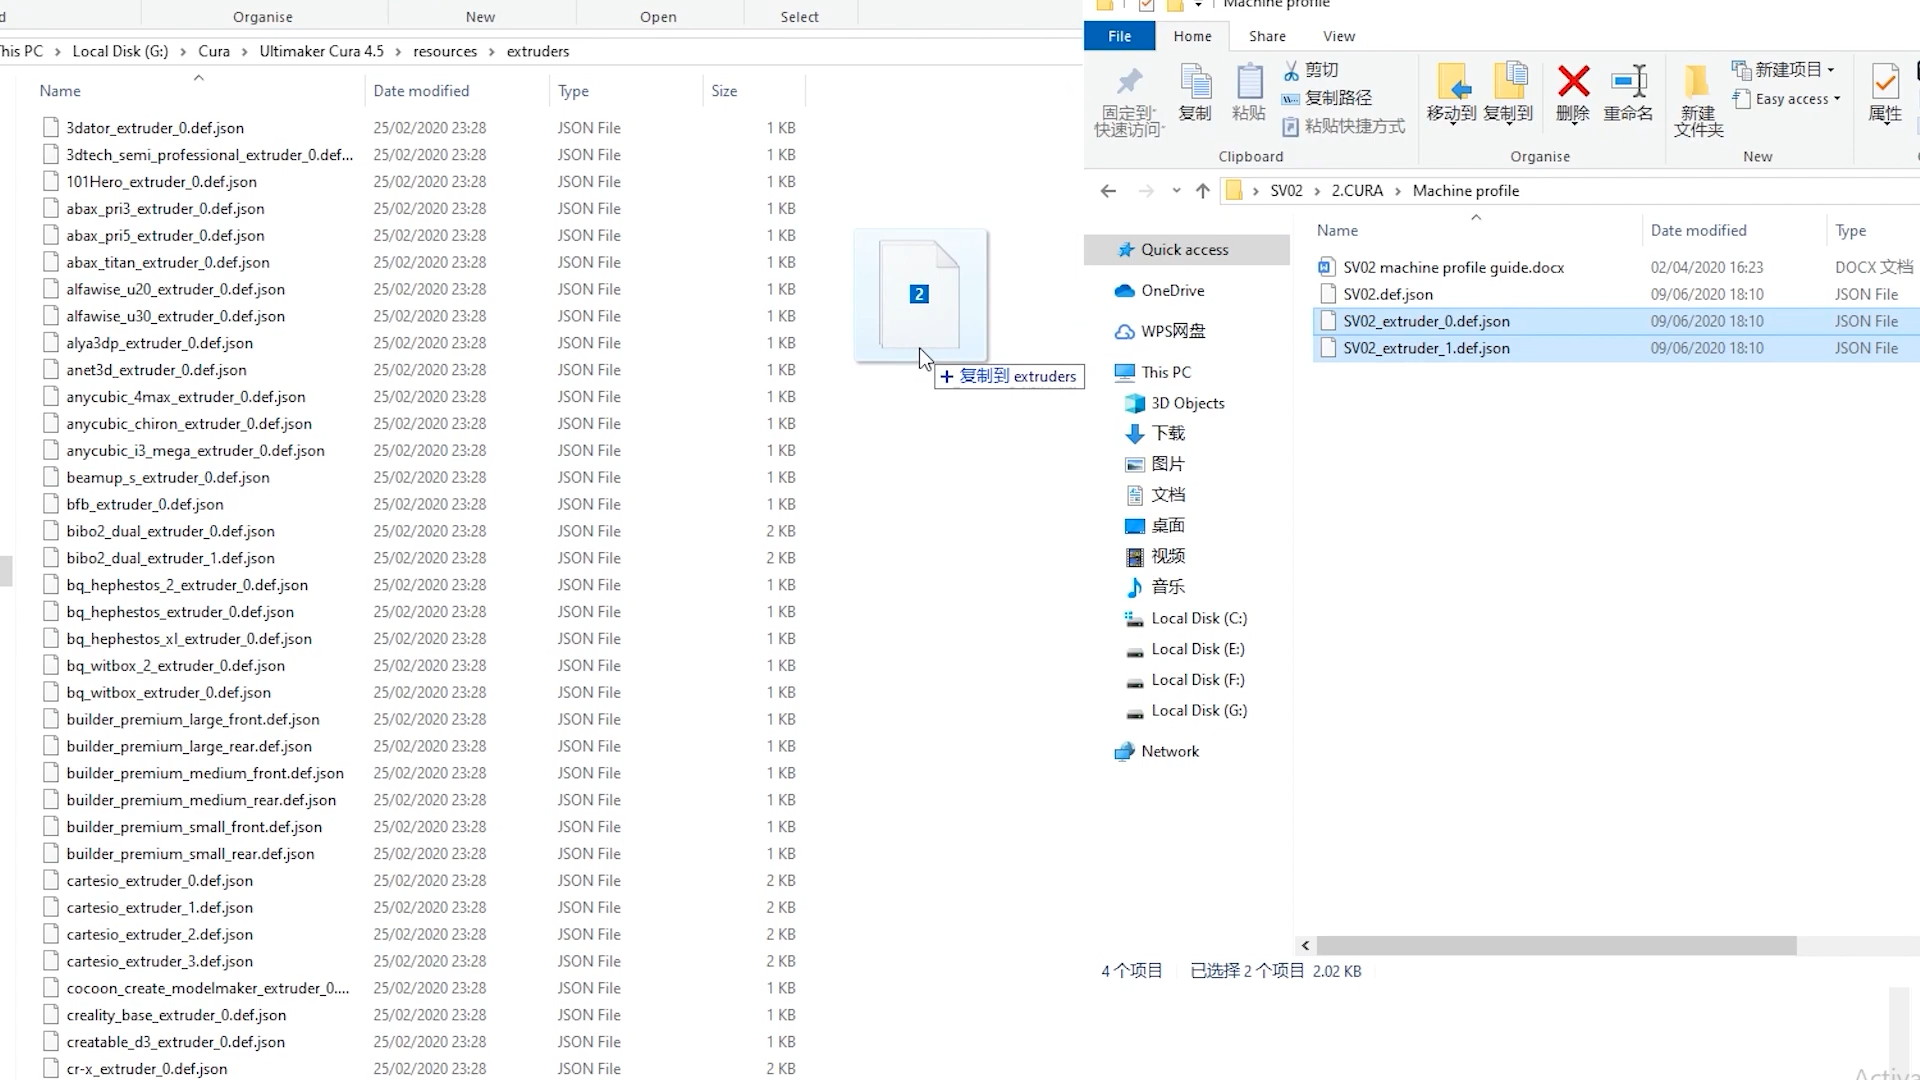 Organise
New
Open
Select
This PC > Local Disk (G:) > Cura > Ultimaker Cura 4.5 > resources > extruders
Name Date modified Type Size
3dator_extruder_0.def.json 25/02/2020 23:28 JSON File 1 KB
3dtech_semi_professional_extruder_0.def... 25/02/2020 23:28 JSON File 1 KB
101Hero_extruder_0.def.json 25/02/2020 23:28 JSON File 1 KB
abax_pri3_extruder_0.def.json 25/02/2020 23:28 JSON File 1 KB
abax_pri5_extruder_0.def.json 25/02/2020 23:28 JSON File 1 KB
abax_titan_extruder_0.def.json 25/02/2020 23:28 JSON File 1 KB
alfawise_u20_extruder_0.def.json 25/02/2020 23:28 JSON File 1 KB
alfawise_u30_extruder_0.def.json 25/02/2020 23:28 JSON File 1 KB
alya3dp_extruder_0.def.json 25/02/2020 23:28 JSON File 1 KB
anet3d_extruder_0.def.json 25/02/2020 23:28 JSON File 1 KB
anycubic_4max_extruder_0.def.json 25/02/2020 23:28 JSON File 1 KB
anycubic_chiron_extruder_0.def.json 25/02/2020 23:28 JSON File 1 KB
anycubic_i3_mega_extruder_0.def.json 25/02/2020 23:28 JSON File 1 KB
beamup_s_extruder_0.def.json 25/02/2020 23:28 JSON File 1 KB
bfb_extruder_0.def.json 25/02/2020 23:28 JSON File 1 KB
bibo2_dual_extruder_0.def.json 25/02/2020 23:28 JSON File 2 KB
bibo2_dual_extruder_1.def.json 25/02/2020 23:28 JSON File 2 KB
bq_hephestos_2_extruder_0.def.json 25/02/2020 23:28 JSON File 1 KB
bq_hephestos_extruder_0.def.json 25/02/2020 23:28 JSON File 1 KB
bq_hephestos_xl_extruder_0.def.json 25/02/2020 23:28 JSON File 1 KB
bq_witbox_2_extruder_0.def.json 25/02/2020 23:28 JSON File 1 KB
bq_witbox_extruder_0.def.json 25/02/2020 23:28 JSON File 1 KB
builder_premium_large_front.def.json 25/02/2020 23:28 JSON File 1 KB
builder_premium_large_rear.def.json 25/02/2020 23:28 JSON File 1 KB
builder_premium_medium_front.def.json 25/02/2020 23:28 JSON File 1 KB
builder_premium_medium_rear.def.json 25/02/2020 23:28 JSON File 1 KB
builder_premium_small_front.def.json 25/02/2020 23:28 JSON File 1 KB
builder_premium_small_rear.def.json 25/02/2020 23:28 JSON File 1 KB
cartesio_extruder_0.def.json 25/02/2020 23:28 JSON File 2 KB
cartesio_extruder_1.def.json 25/02/2020 23:28 JSON File 2 KB
cartesio_extruder_2.def.json 25/02/2020 23:28 JSON File 2 KB
cartesio_extruder_3.def.json 25/02/2020 23:28 JSON File 2 KB
cocoon_create_modelmaker_extruder_0.... 25/02/2020 23:28 JSON File 1 KB
creality_base_extruder_0.def.json 25/02/2020 23:28 JSON File 1 KB
creatable_d3_extruder_0.def.json 25/02/2020 23:28 JSON File 1 KB
cr-x_extruder_0.def.json 25/02/2020 23:28 JSON File 2 KB
2
+ 复制到 extruders
Machine profile
File Home Share View
固定到"快速访问"
复制
粘贴
剪切
复制路径
粘贴快捷方式
Clipboard
移动到
复制到
删除
重命名
Organise
新建文件夹
新建项目
Easy access
New
属性
SV02 > 2.CURA > Machine profile
Quick access
OneDrive
WPS网盘
This PC
3D Objects
下载
图片
文档
桌面
视频
音乐
Local Disk (C:)
Local Disk (E:)
Local Disk (F:)
Local Disk (G:)
Network
Name Date modified Type
SV02 machine profile guide.docx 02/04/2020 16:23 DOCX 文档
SV02.def.json 09/06/2020 18:10 JSON File
SV02_extruder_0.def.json 09/06/2020 18:10 JSON File
SV02_extruder_1.def.json 09/06/2020 18:10 JSON File
4 个项目 已选择 2 个项目 2.02 KB